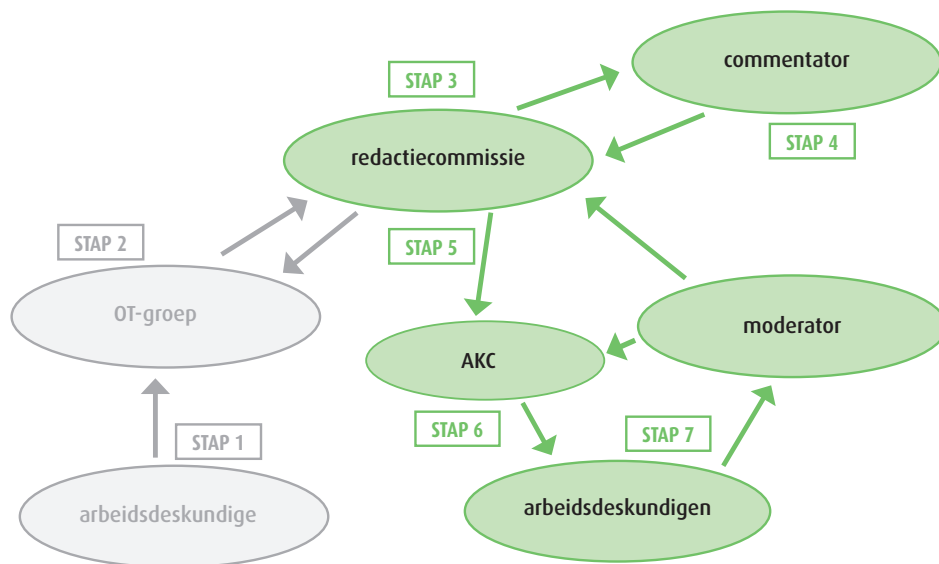 commentator
STAP 3
STAP 4
redactiecommissie
STAP 2
STAP 5
OT-groep
moderator
AKC
STAP 6
STAP 7
STAP 1
arbeidsdeskundige
arbeidsdeskundigen